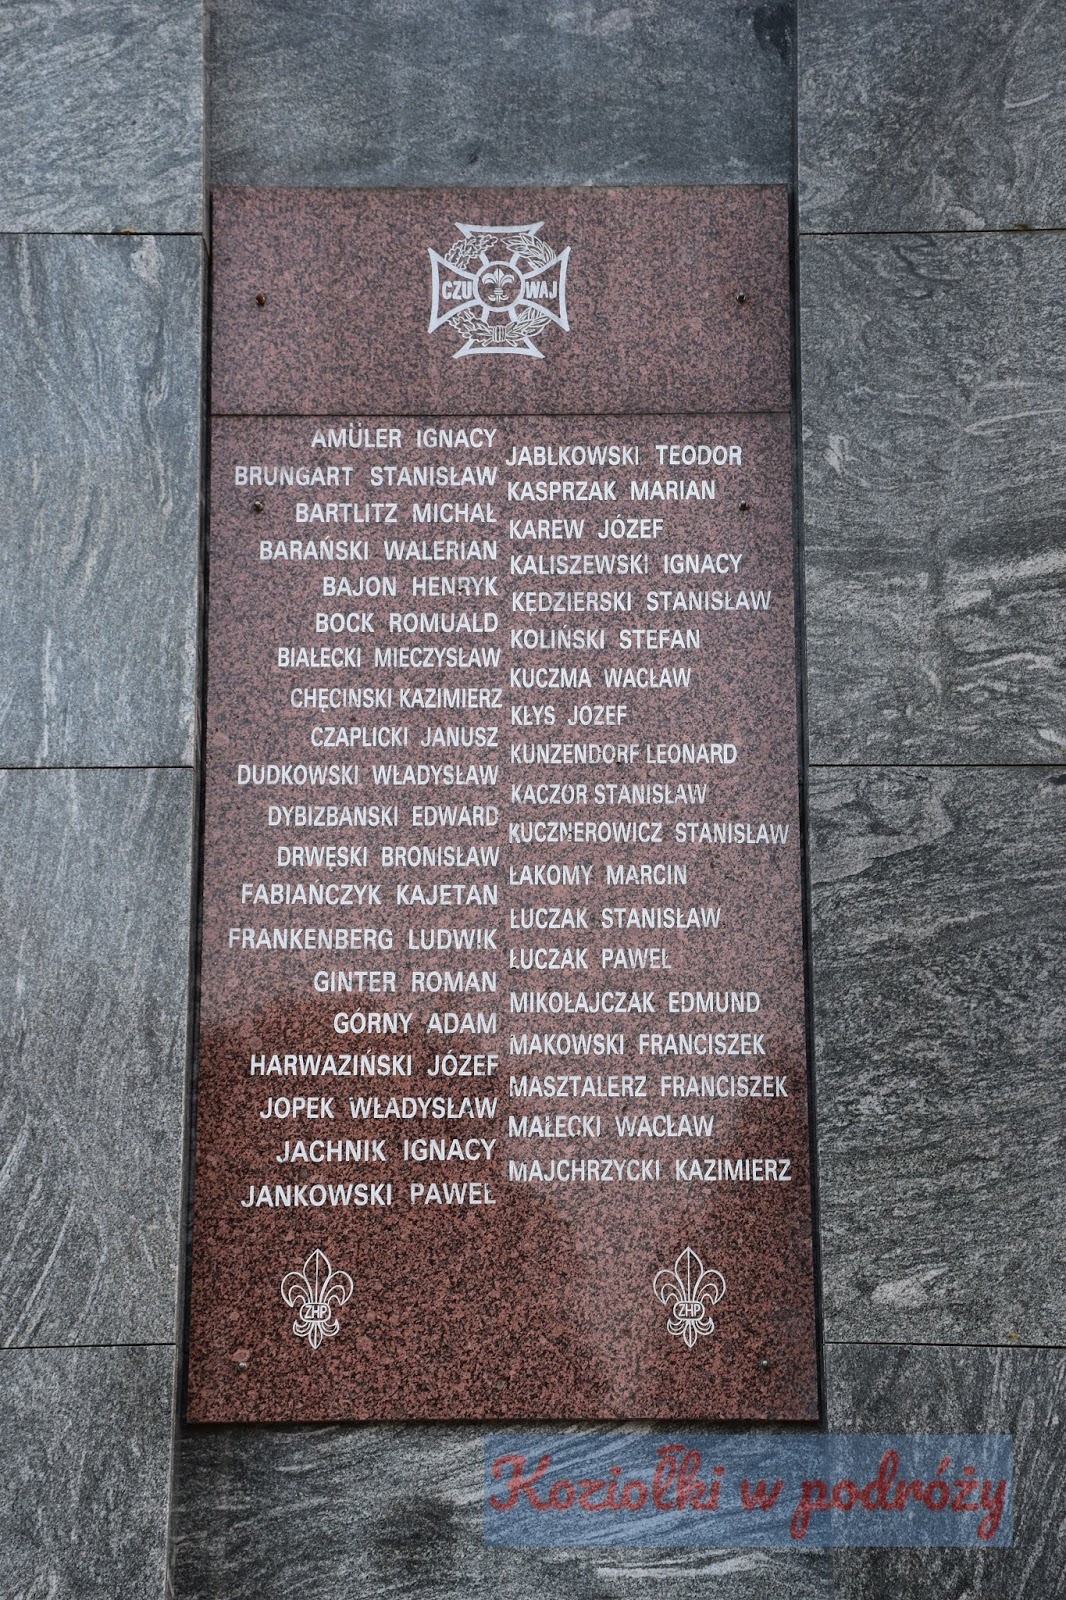 CZU WAJ
AMÜLER IGNACY
BRUNGART STANISŁAW
BARTLITZ MICHAŁ
BARAŃSKI WALERIAN
BAJON HENRYK
BOCK ROMUALD
BIAŁECKI MIECZYSŁAW
CHĘCINSKI KAZIMIERZ
CZAPLICKI JANUSZ
DUDKOWSKI WŁADYSŁAW
DYBIZBAŃSKI EDWARD
DRWĘSKI BRONISŁAW
FABIAŃCZYK KAJETAN
FRANKENBERG LUDWIK
GINTER ROMAN
GÓRNY ADAM
HARWAZIŃSKI JÓZEF
JOPEK WŁADYSŁAW
JACHNIK IGNACY
JANKOWSKI PAWEŁ
JABŁKOWSKI TEODOR
KASPRZAK MARIAN
KAREW JÓZEF
KALISZEWSKI IGNACY
KĘDZIERSKI STANISŁAW
KOLIŃSKI STEFAN
KUCZMA WACŁAW
KŁYS JÓZEF
KUNZENDORF LEONARD
KACZOR STANISŁAW
KUCZNEROWICZ STANISŁAW
ŁAKOMY MARCIN
ŁUCZAK STANISŁAW
ŁUCZAK PAWEŁ
MIKOŁAJCZAK EDMUND
MAKOWSKI FRANCISZEK
MASZTALERZ FRANCISZEK
MAŁECKI WACŁAW
MAJCHRZYCKI KAZIMIERZ
ZHP
ZHP
Koziołki w podróży